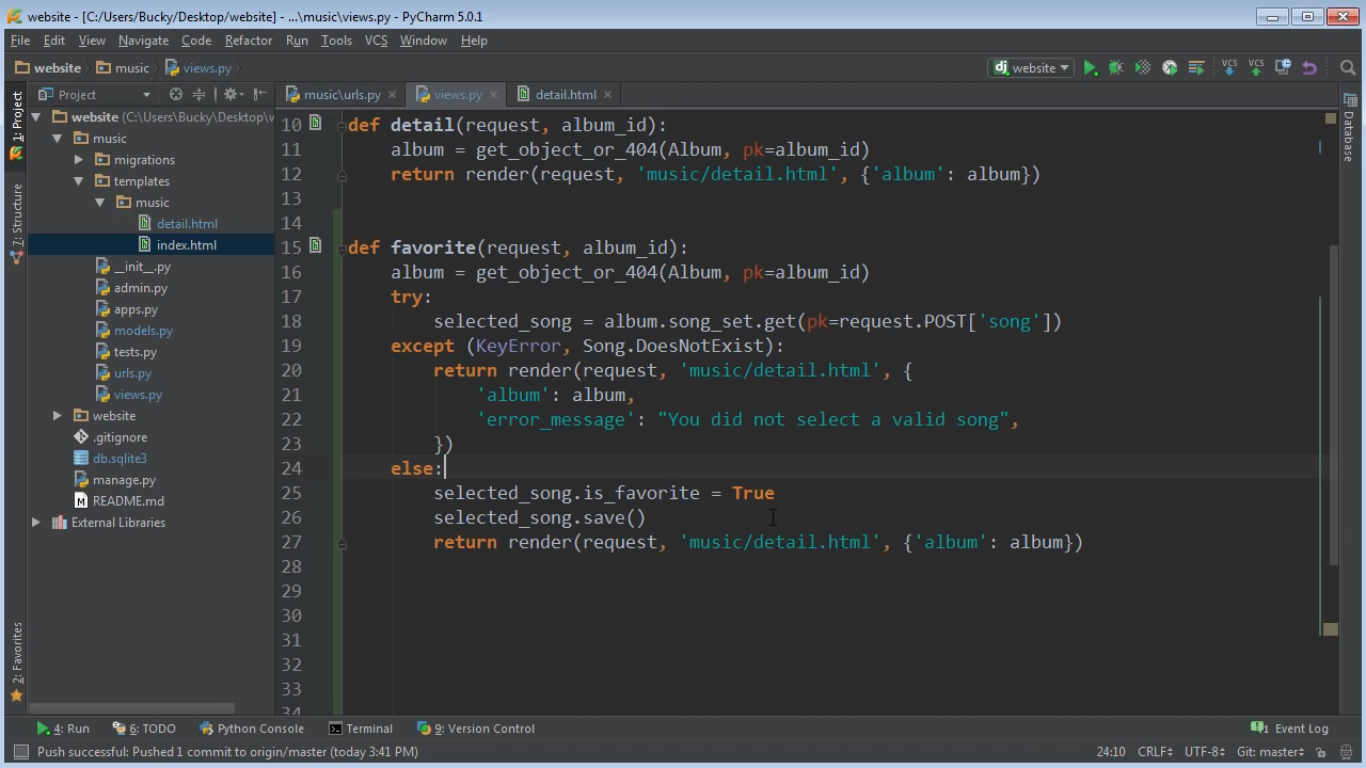 website - [C:/Users/Bucky/Desktop/website] - ...\music\views.py - PyCharm 5.0.1
File Edit View Navigate Code Refactor Run Tools VCS Window Help
website music views.py
dj website VCS VCS
Project music\urls.py views.py detail.html
1: Project
7: Structure
2: Favorites
website (C:\Users\Bucky\Desktop\w
music
migrations
templates
music
detail.html
index.html
__init__.py
admin.py
apps.py
models.py
tests.py
urls.py
views.py
website
.gitignore
db.sqlite3
manage.py
README.md
External Libraries
10 def detail(request, album_id):
11 album = get_object_or_404(Album, pk=album_id)
12 return render(request, 'music/detail.html', {'album': album})
13
14
15 def favorite(request, album_id):
16 album = get_object_or_404(Album, pk=album_id)
17 try:
18 selected_song = album.song_set.get(pk=request.POST['song'])
19 except (KeyError, Song.DoesNotExist):
20 return render(request, 'music/detail.html', {
21 'album': album,
22 'error_message': "You did not select a valid song",
23 })
24 else:
25 selected_song.is_favorite = True
26 selected_song.save()
27 return render(request, 'music/detail.html', {'album': album})
28
29
30
31
32
33
34
Database
4: Run 6: TODO Python Console Terminal 9: Version Control 1 Event Log
Push successful: Pushed 1 commit to origin/master (today 3:41 PM) 24:10 CRLF UTF-8 Git: master